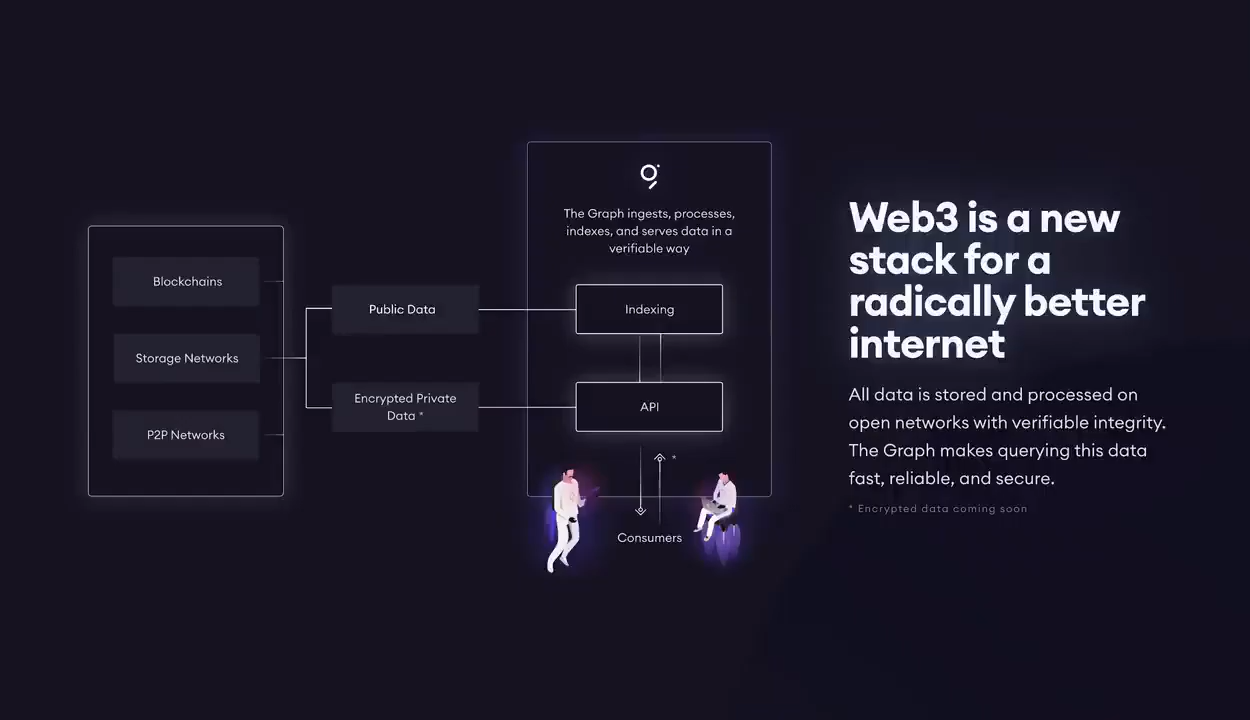 Blockchains
Storage Networks
P2P Networks
Public Data
Encrypted Private
Data *
The Graph ingests, processes,
indexes, and serves data in a
verifiable way
Indexing
API
*
Consumers
Web3 is a new
stack for a
radically better
internet
All data is stored and processed on
open networks with verifiable integrity.
The Graph makes querying this data
fast, reliable, and secure.
* Encrypted data coming soon